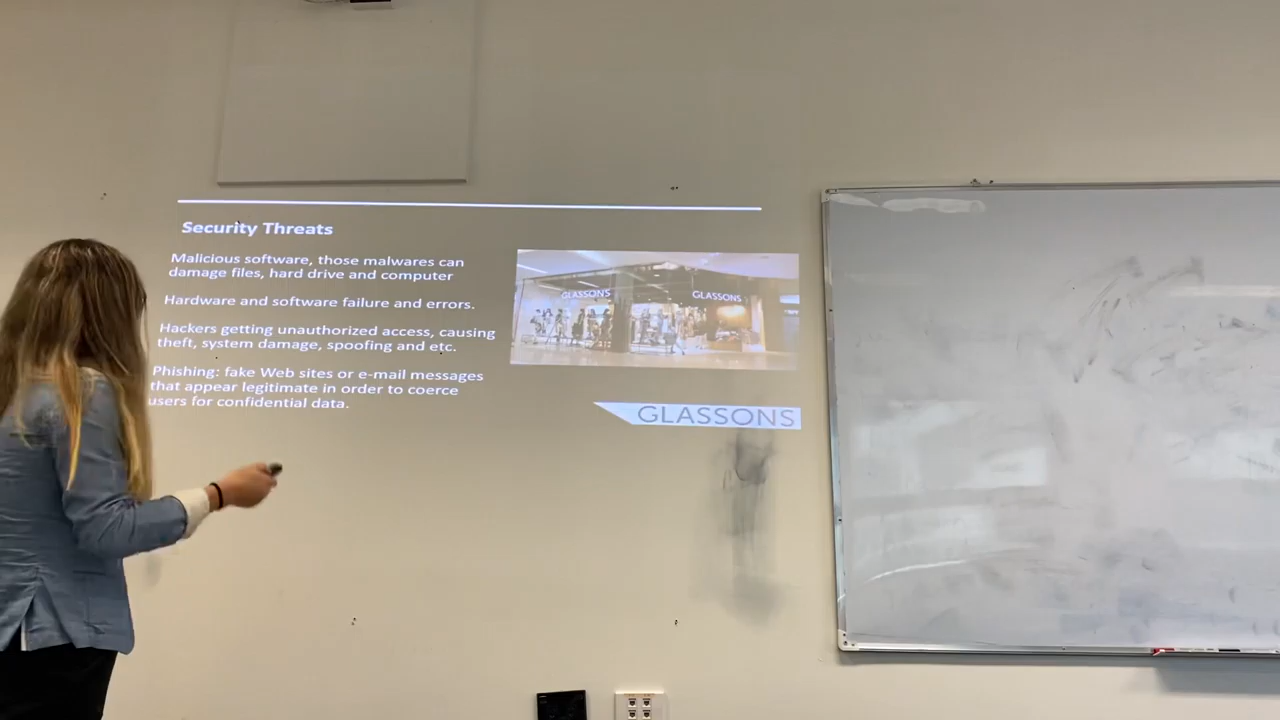 Security Threats
Malicious software, those malwares can
damage files, hard drive and computer
Hardware and software failure and errors.
Hackers getting unauthorized access, causing
theft, system damage, spoofing and etc.
Phishing: fake Web sites or e-mail messages
that appear legitimate in order to coerce
users for confidential data.
GLASSONS
GLASSONS
GLASSONS